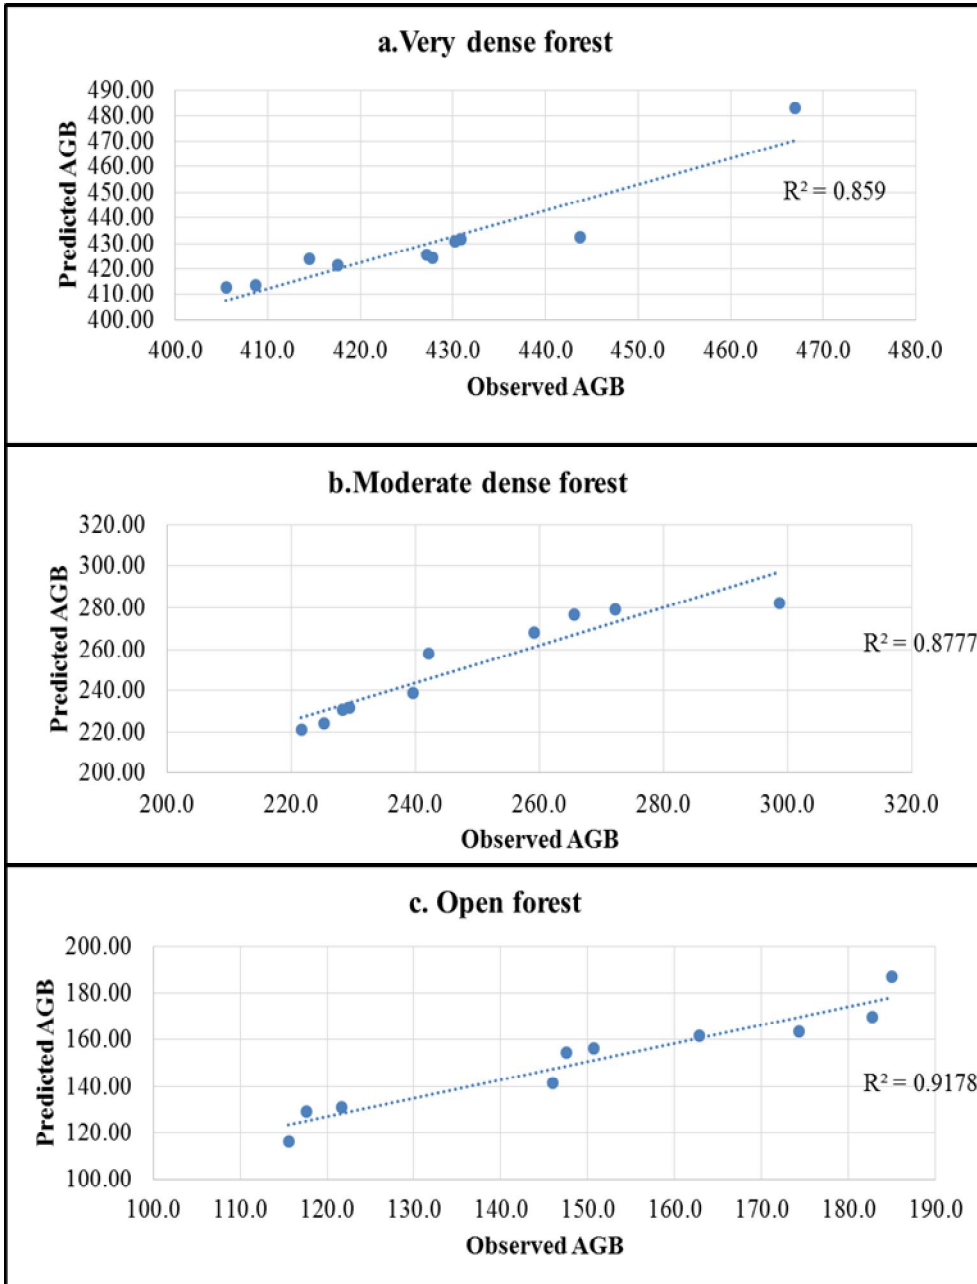 a.Very dense forest
490.00
480.00
470.00
460.00
450.00
440.00
430.00
420.00
410.00
400.00
Predicted AGB
R² = 0.859
400.0 410.0 420.0 430.0 440.0 450.0 460.0 470.0 480.0
Observed AGB
b.Moderate dense forest
320.00
300.00
280.00
260.00
240.00
220.00
200.00
Predicted AGB
R² = 0.8777
200.0 220.0 240.0 260.0 280.0 300.0 320.0
Observed AGB
c. Open forest
200.00
180.00
160.00
140.00
120.00
100.00
Predicted AGB
R² = 0.9178
100.0 110.0 120.0 130.0 140.0 150.0 160.0 170.0 180.0 190.0
Observed AGB